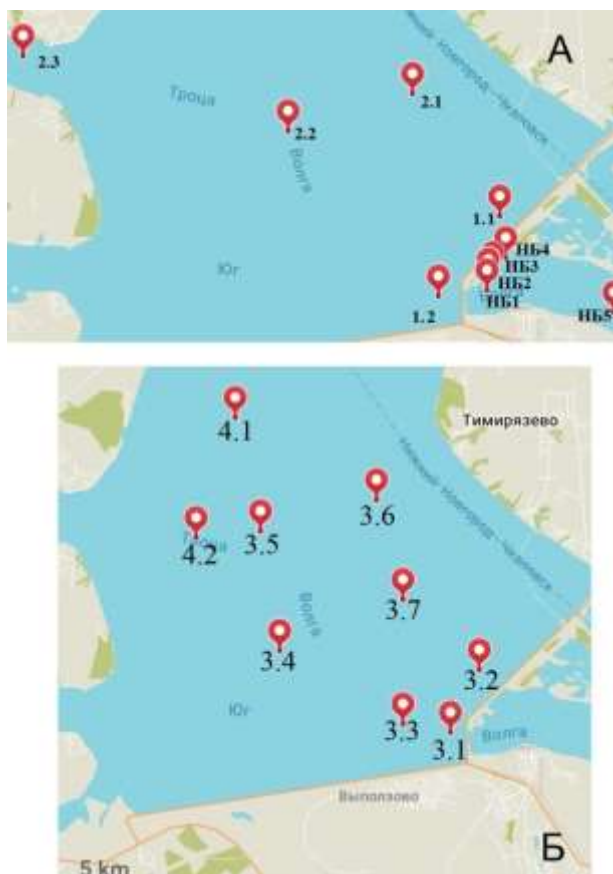 А
2.3
2.1
Троца
2.2
Волга
Нижний Новгород – Чкаловск
1.1
НБ4
НБ3
Юг
НБ2
1.2
НБ1
НБ5
4.1
Тимирязево
Нижний Новгород – Чкаловск
3.6
3.5
4.2
3.7
Волга
3.4
3.2
Юг
3.3
3.1
Волга
Выползово
5 km
Б